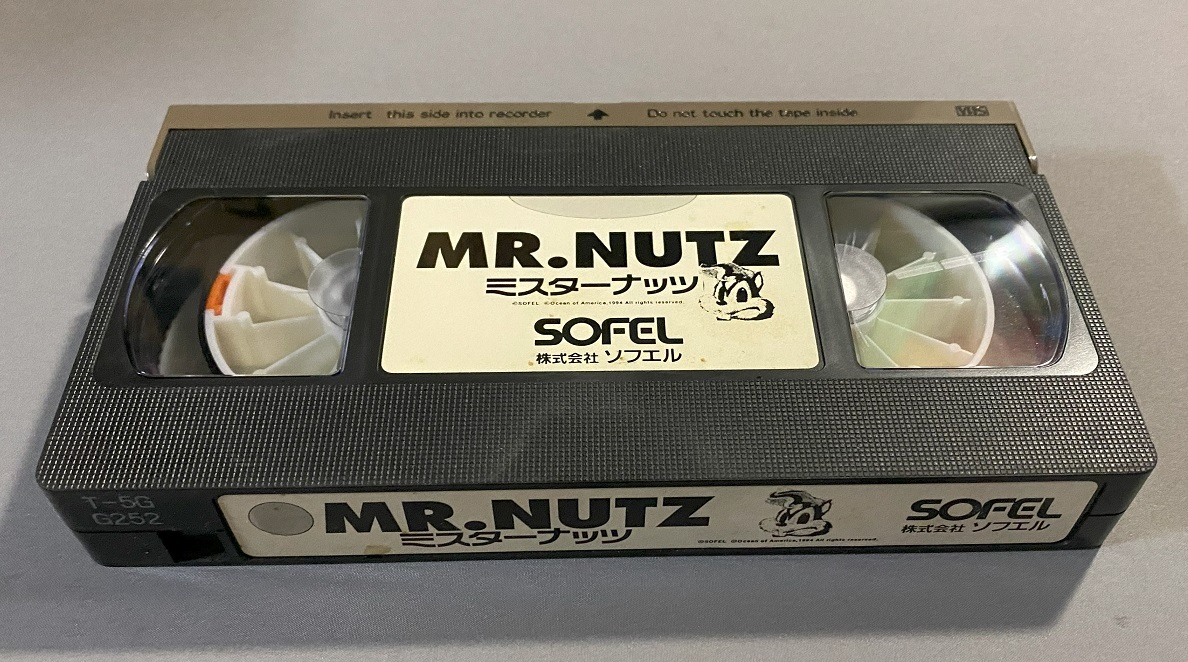 Insert this side into recorder
Do not touch the tape inside
VHS
MR.NUTZ
ミスターナッツ
©SOFEL ©Ocean of America,1994 All rights reserved.
SOFEL
株式会社 ソフエル
T-5G
G252
MR.NUTZ
ミスターナッツ
©SOFEL ©Ocean of America,1994 All rights reserved.
SOFEL
株式会社 ソフエル